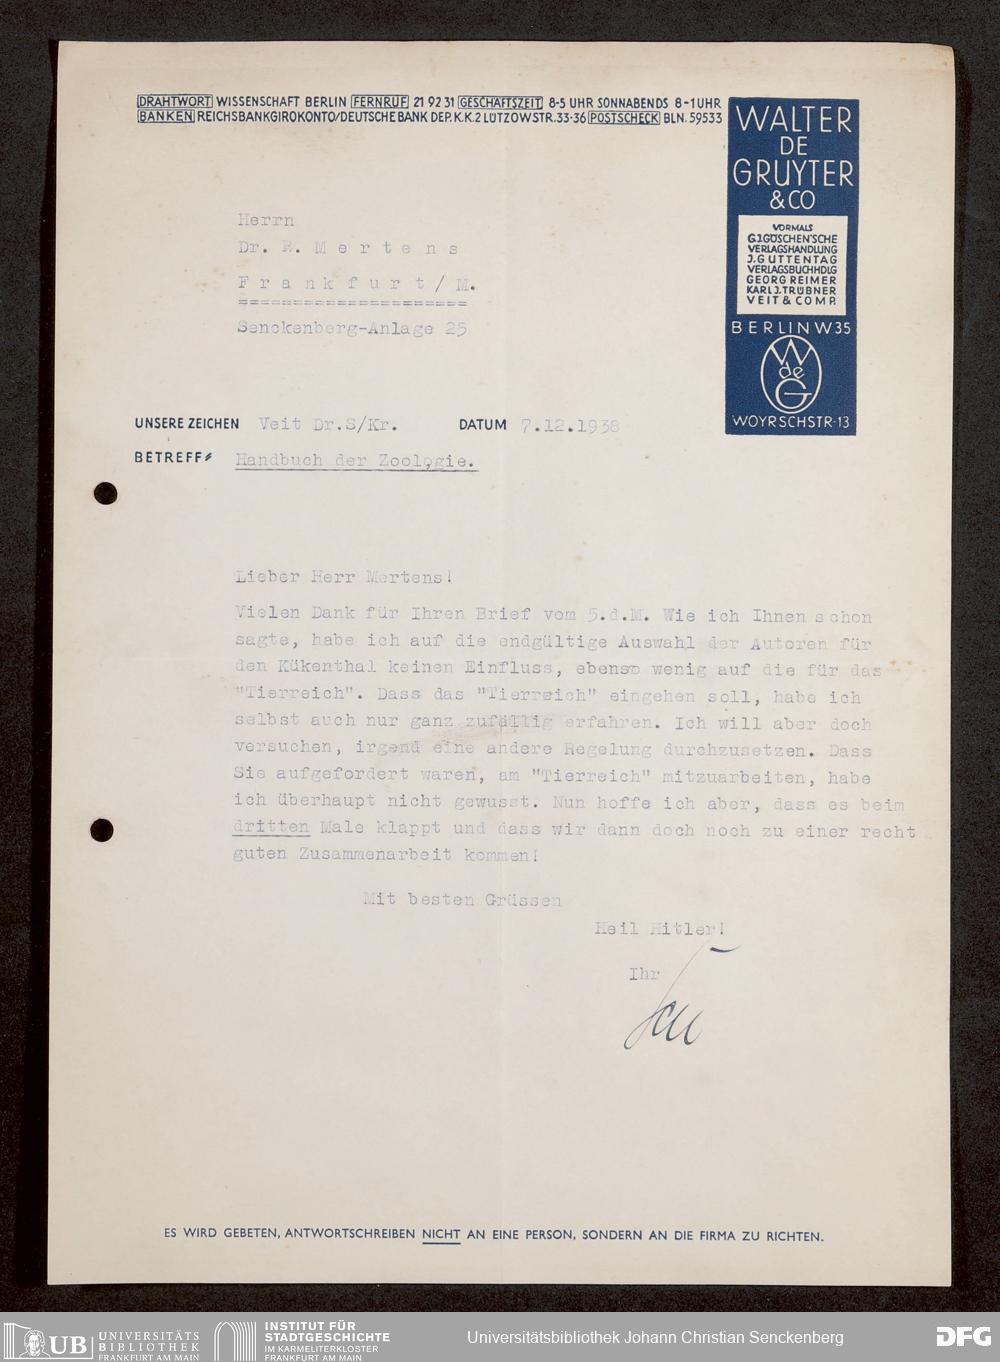 DRAHTWORT WISSENSCHAFT BERLIN FERNRUF 21 92 31 GESCHÄFTSZEIT 8-5 UHR SONNABENDS 8-1 UHR
BANKEN REICHSBANKGIROKONTO/DEUTSCHE BANK DEP. K.K.2 LÜTZOWSTR. 33-36 POSTSCHECK BLN. 59533
WALTER
DE
GRUYTER
& CO
VORMALS
G.J.GÖSCHEN'SCHE
VERLAGSHANDLUNG
J.GUTTENTAG
VERLAGSBUCHHDLG
GEORG REIMER
KARL J.TRÜBNER
VEIT & COMP.
BERLIN W 35
W
de
G
WOYRSCHSTR·13
Herrn
Dr. R. Mertens
Frankfurt/M.
=====================
Senckenberg-Anlage 25
UNSERE ZEICHEN Veit Dr.S/Kr. DATUM 7.12.1938
BETREFF Handbuch der Zoologie.
Lieber Herr Mertens!
Vielen Dank für Ihren Brief vom 5.d.M. Wie ich Ihnen schon
sagte, habe ich auf die endgültige Auswahl der Autoren für
den Kükenthal keinen Einfluss, ebenso wenig auf die für das
"Tierreich". Dass das "Tierreich" eingehen soll, habe ich
selbst auch nur ganz zufällig erfahren. Ich will aber doch
versuchen, irgend eine andere Regelung durchzusetzen. Dass
Sie aufgefordert waren, am "Tierreich" mitzuarbeiten, habe
ich überhaupt nicht gewusst. Nun hoffe ich aber, dass es beim
dritten Male klappt und dass wir dann doch noch zu einer recht
guten Zusammenarbeit kommen!
Mit besten Grüssen
Heil Hitler!
Ihr
ES WIRD GEBETEN, ANTWORTSCHREIBEN NICHT AN EINE PERSON, SONDERN AN DIE FIRMA ZU RICHTEN.
UB UNIVERSITÄTS
BIBLIOTHEK
FRANKFURT AM MAIN
INSTITUT FÜR
STADTGESCHICHTE
IM KARMELITERKLOSTER
FRANKFURT AM MAIN
Universitätsbibliothek Johann Christian Senckenberg
DFG